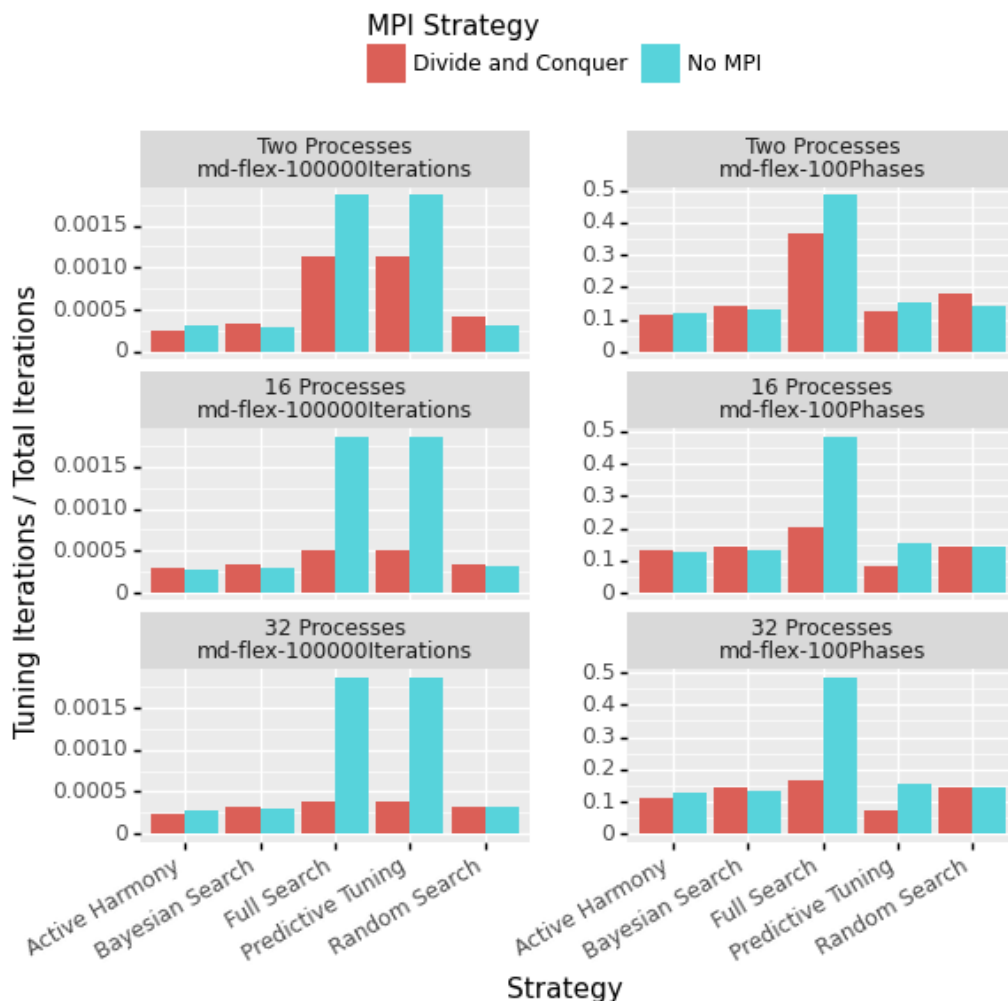 MPI Strategy
Divide and Conquer No MPI
Two Processes
md-flex-100000Iterations
Two Processes
md-flex-100Phases
0.0015
0.0010
0.0005
0
0.5
0.4
0.3
0.2
0.1
0
16 Processes
md-flex-100000Iterations
16 Processes
md-flex-100Phases
0.0015
0.0010
0.0005
0
0.5
0.4
0.3
0.2
0.1
0
32 Processes
md-flex-100000Iterations
32 Processes
md-flex-100Phases
0.0015
0.0010
0.0005
0
0.5
0.4
0.3
0.2
0.1
0
Tuning Iterations / Total Iterations
Active Harmony
Bayesian Search
Full Search
Predictive Tuning
Random Search
Active Harmony
Bayesian Search
Full Search
Predictive Tuning
Random Search
Strategy